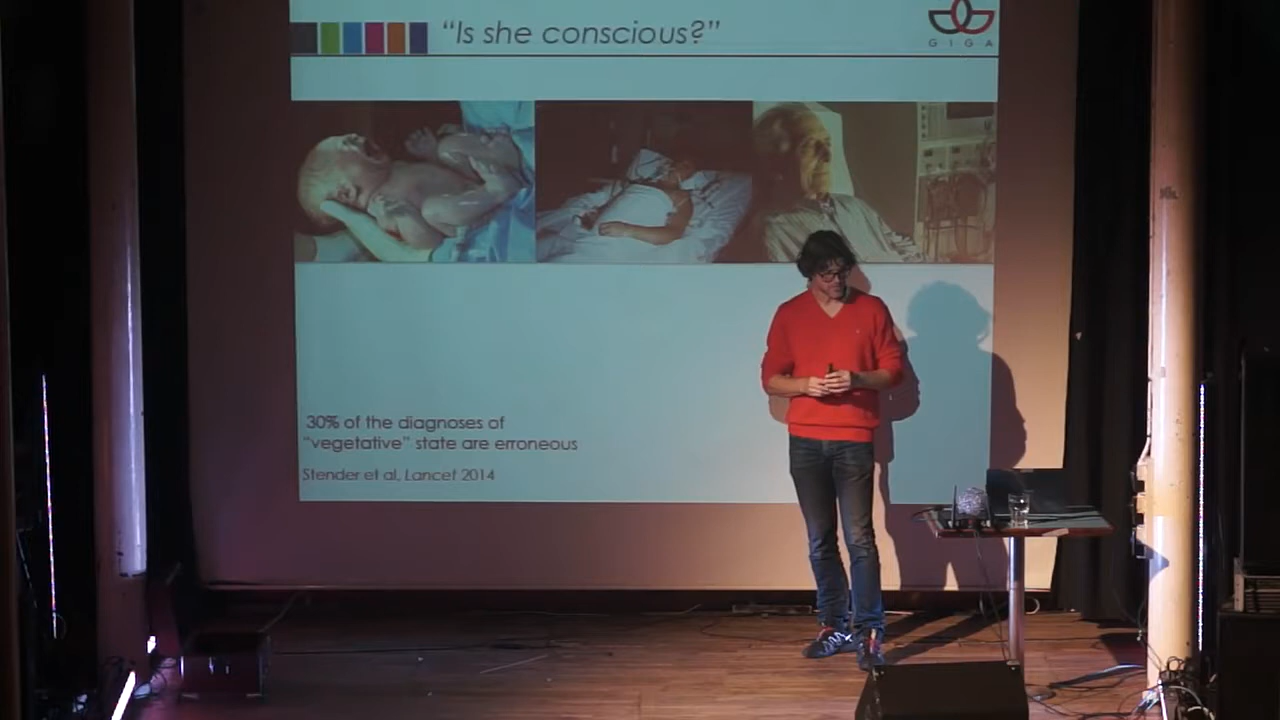 “Is she conscious?”
GIGA
30% of the diagnoses of
“vegetative” state are erroneous
Stender et al, Lancet 2014